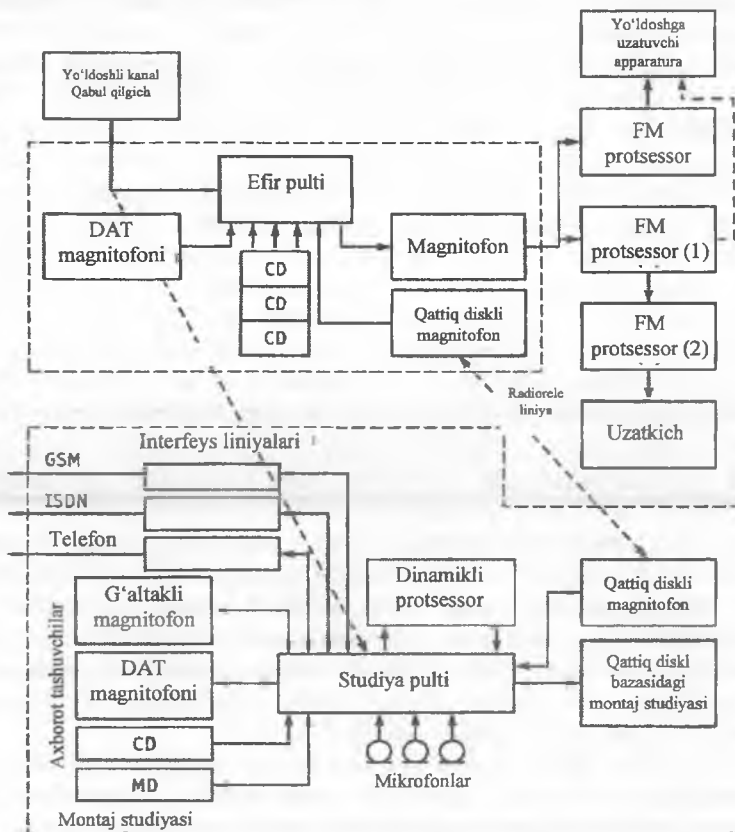 Yo‘ldoshli kanal
Qabul qilgich
Yo‘ldoshga
uzatuvchi
apparatura
FM
protsessor
Efir pulti
DAT
magnitofoni
Magnitofon
FM
protsessor (1)
CD
CD
CD
Qattiq diskli
magnitofon
FM
protsessor (2)
Radiorele
liniya
Uzatkich
Interfeys liniyalari
GSM
ISDN
Telefon
Dinamikli
protsessor
G‘altakli
magnitofon
Qattiq diskli
magnitofon
Axborot tashuvchilar
DAT
magnitofoni
Studiya pulti
Qattiq diskl
bazasidagi
montaj studiyasi
CD
MD
Mikrofonlar
Montaj studiyasi